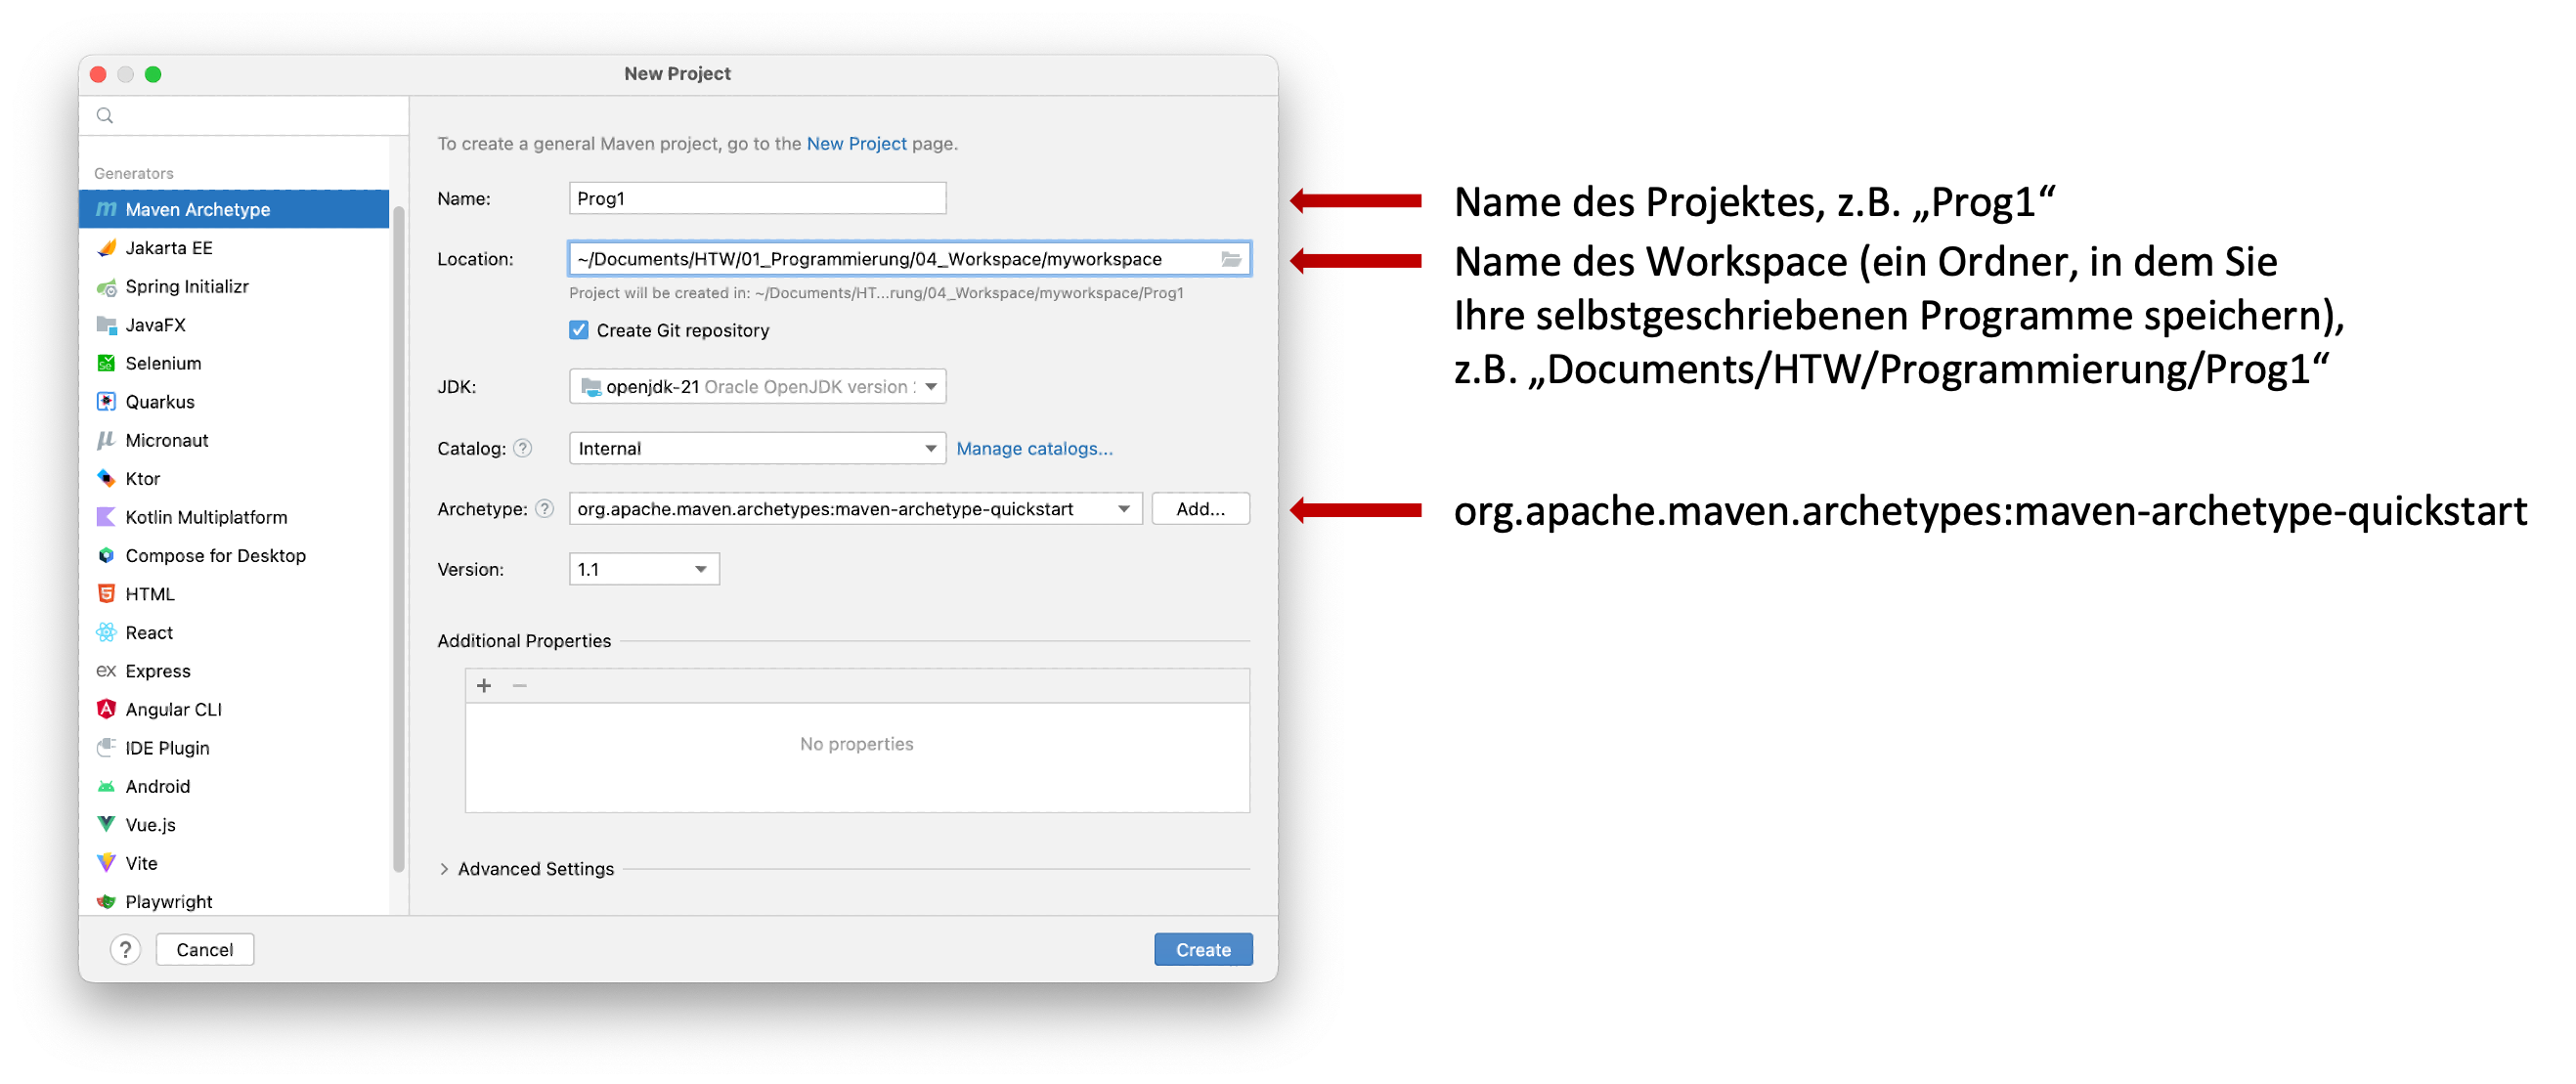 New Project
Generators
Maven Archetype
Jakarta EE
Spring Initializr
JavaFX
Selenium
Quarkus
Micronaut
Ktor
Kotlin Multiplatform
Compose for Desktop
HTML
React
ex Express
Angular CLI
IDE Plugin
Android
Vue.js
Vite
Playwright
To create a general Maven project, go to the New Project page.
Name: Prog1
Location: ~/Documents/HTW/01_Programmierung/04_Workspace/myworkspace
Project will be created in: ~/Documents/HT...rung/04_Workspace/myworkspace/Prog1
Create Git repository
JDK: openjdk-21 Oracle OpenJDK version
Catalog: ? Internal Manage catalogs...
Archetype: ? org.apache.maven.archetypes:maven-archetype-quickstart Add...
Version: 1.1
Additional Properties
+ −
No properties
Advanced Settings
? Cancel Create
Name des Projektes, z.B. „Prog1“
Name des Workspace (ein Ordner, in dem Sie
Ihre selbstgeschriebenen Programme speichern),
z.B. „Documents/HTW/Programmierung/Prog1“
org.apache.maven.archetypes:maven-archetype-quickstart